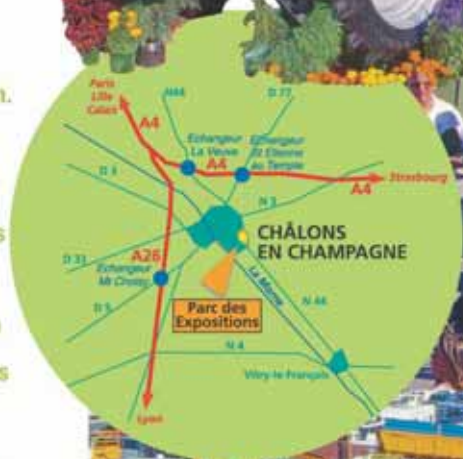 Paris
Lille
Calais
N44
D 77
A4
Echangeur
La Veuve
Echangeur
St Etienne
au Temple
A4
A4
Strasbourg
D 3
N 3
CHÂLONS
EN CHAMPAGNE
D 33
A26
Echangeur
Mt Choisy
La Marne
D 5
Parc des
Expositions
N 44
N 4
Vitry-le-François
Lyon